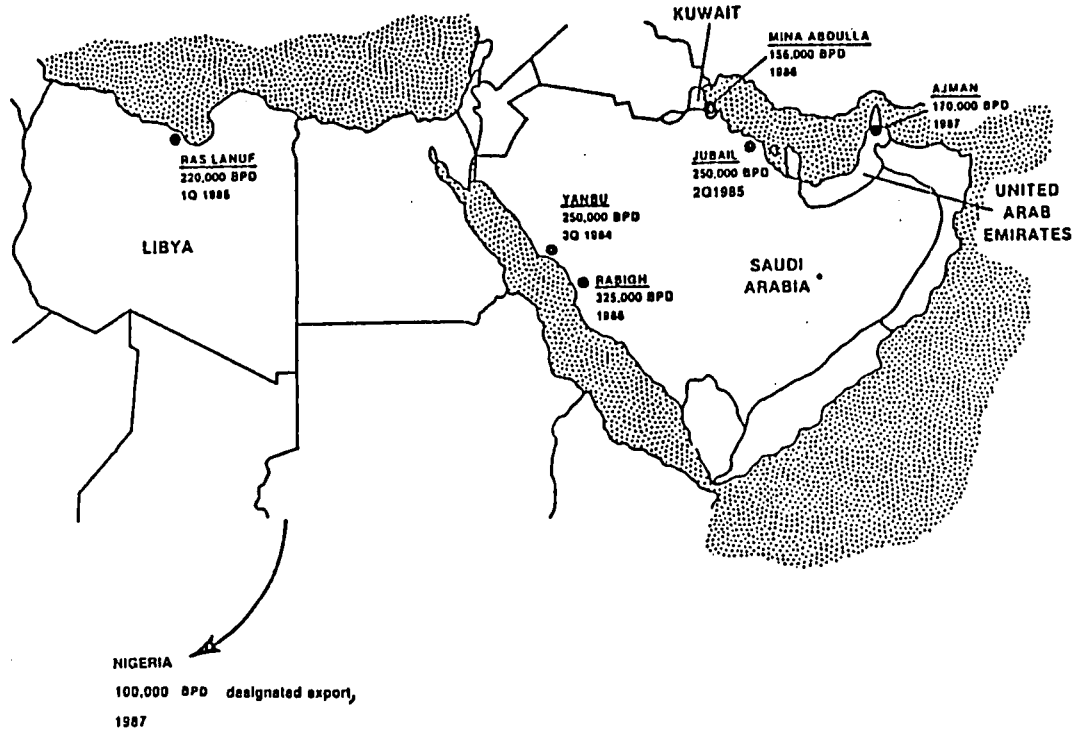 KUWAIT
MINA ABDULLA
156,000 BPD
1986
AJMAN
170,000 BPD
1987
RAS LANUF
220,000 BPD
1Q 1985
JUBAIL
250,000 BPD
2Q1985
YANBU
250,000 BPD
3Q 1984
UNITED
ARAB
EMIRATES
LIBYA
SAUDI
ARABIA
RABIGH
325,000 BPD
1986
NIGERIA
100,000 BPD designated export,
1987